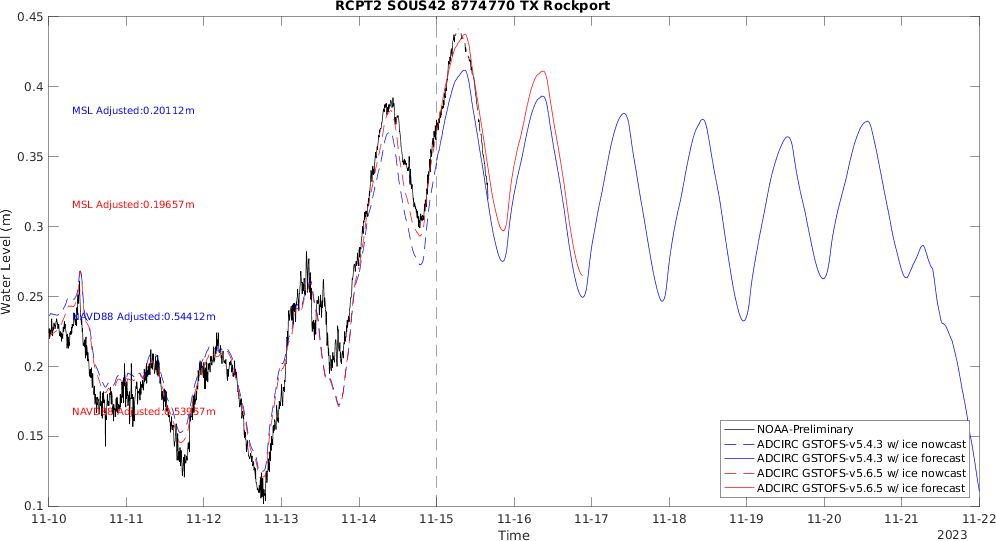 RCPT2 SOUS42 8774770 TX Rockport
0.45
0.4
0.35
0.3
0.25
0.2
0.15
0.1
Water Level (m)
MSL Adjusted:0.20112m
MSL Adjusted:0.19657m
NAVD88 Adjusted:0.54412m
NAVD88 Adjusted:0.53957m
NOAA-Preliminary
ADCIRC GSTOFS-v5.4.3 w/ ice nowcast
ADCIRC GSTOFS-v5.4.3 w/ ice forecast
ADCIRC GSTOFS-v5.6.5 w/ ice nowcast
ADCIRC GSTOFS-v5.6.5 w/ ice forecast
11-10 11-11 11-12 11-13 11-14 11-15 11-16 11-17 11-18 11-19 11-20 11-21 11-22
Time
2023